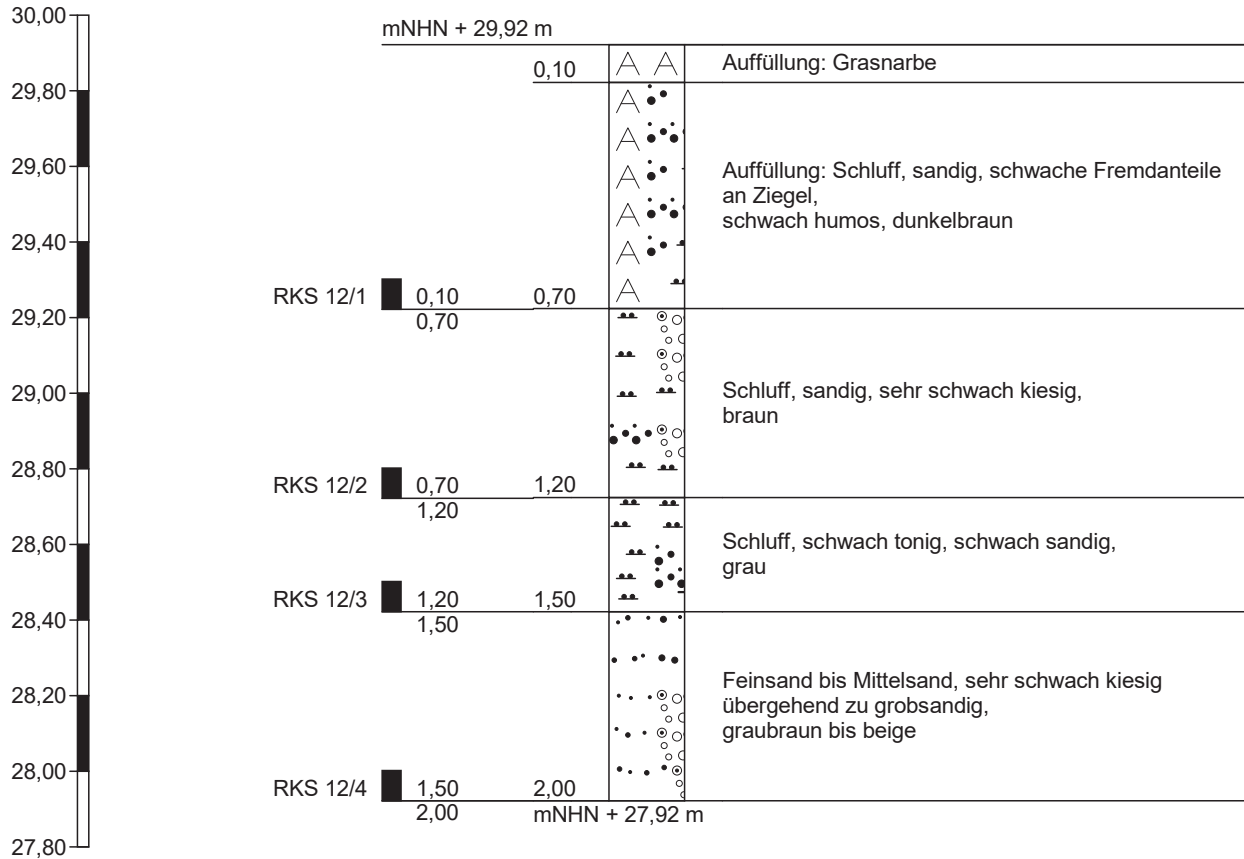 30,00
mNHN + 29,92 m
0,10 A A Auffüllung: Grasnarbe
29,80
A
A
29,60
A
Auffüllung: Schluff, sandig, schwache Fremdanteile
an Ziegel,
schwach humos, dunkelbraun
A
29,40
A
RKS 12/1 0,10 0,70 A
0,70
29,20
29,00
Schluff, sandig, sehr schwach kiesig,
braun
28,80
RKS 12/2 0,70 1,20
1,20
28,60
Schluff, schwach tonig, schwach sandig,
grau
RKS 12/3 1,20 1,50
1,50
28,40
28,20
Feinsand bis Mittelsand, sehr schwach kiesig
übergehend zu grobsandig,
graubraun bis beige
28,00
RKS 12/4 1,50 2,00
2,00
mNHN + 27,92 m
27,80